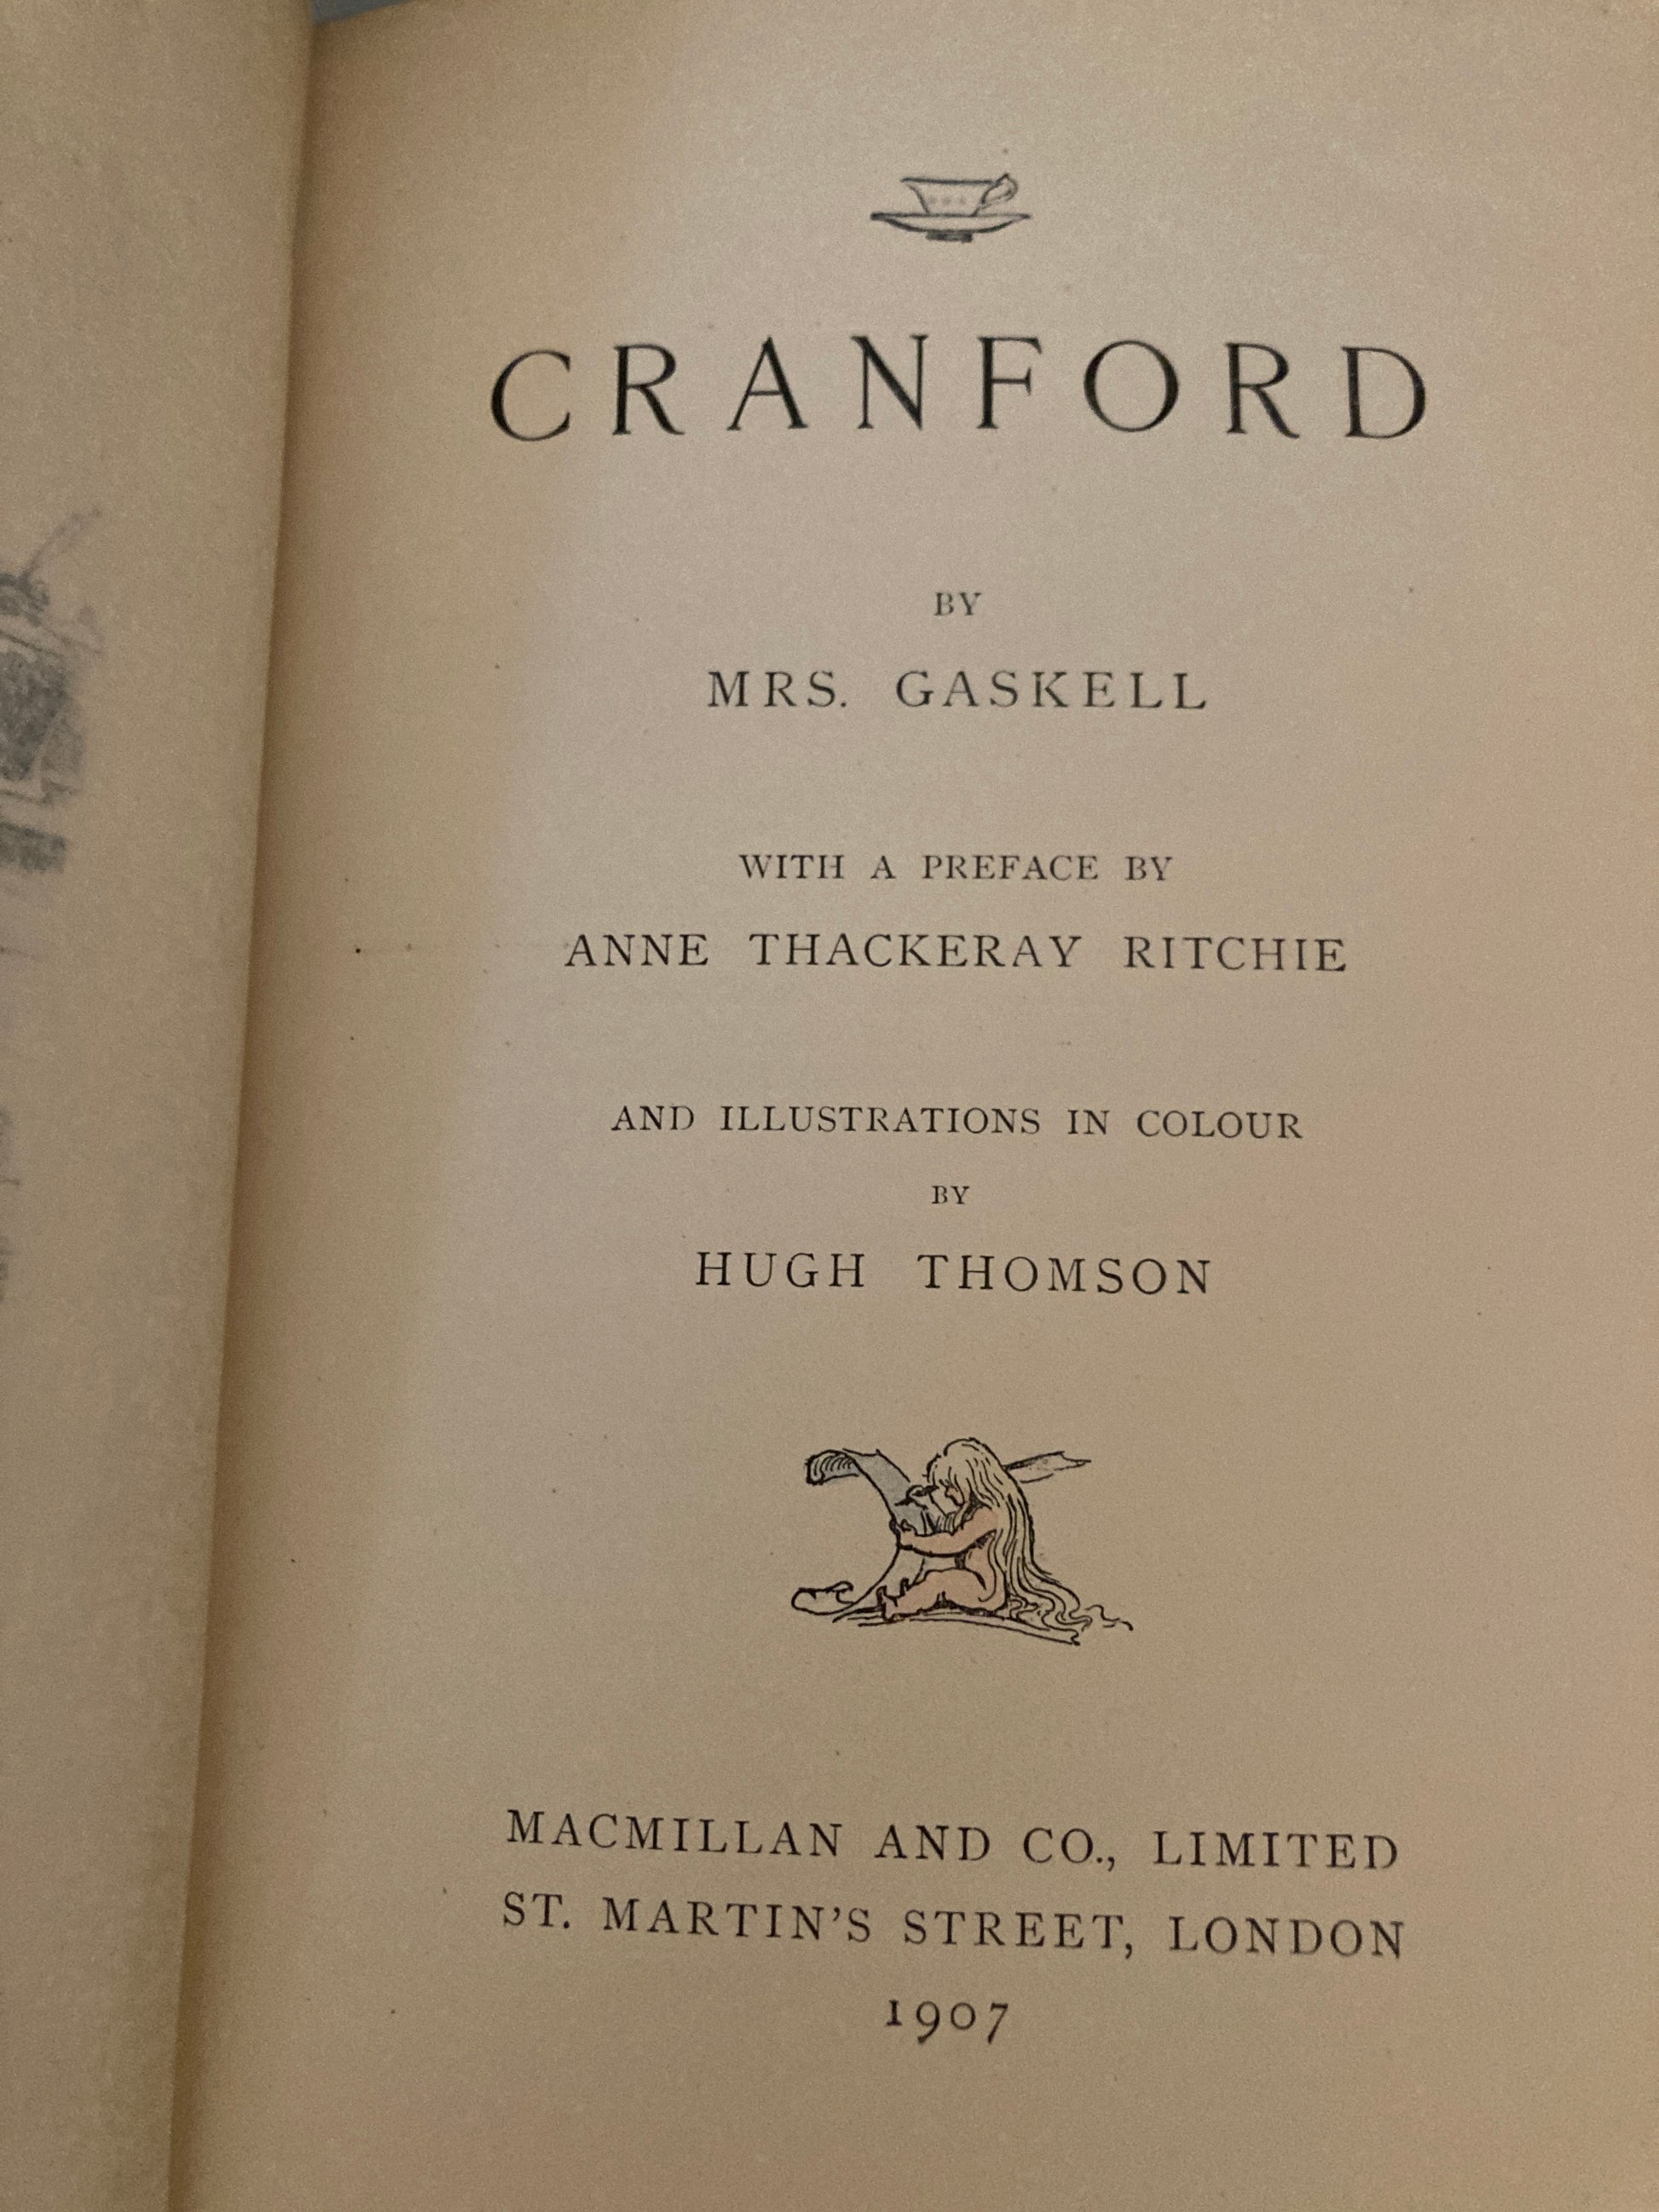 CRANFORD
BY
MRS. GASKELL
WITH A PREFACE BY
ANNE THACKERAY RITCHIE
AND ILLUSTRATIONS IN COLOUR
BY
HUGH THOMSON
MACMILLAN AND CO., LIMITED
ST. MARTIN'S STREET, LONDON
1907